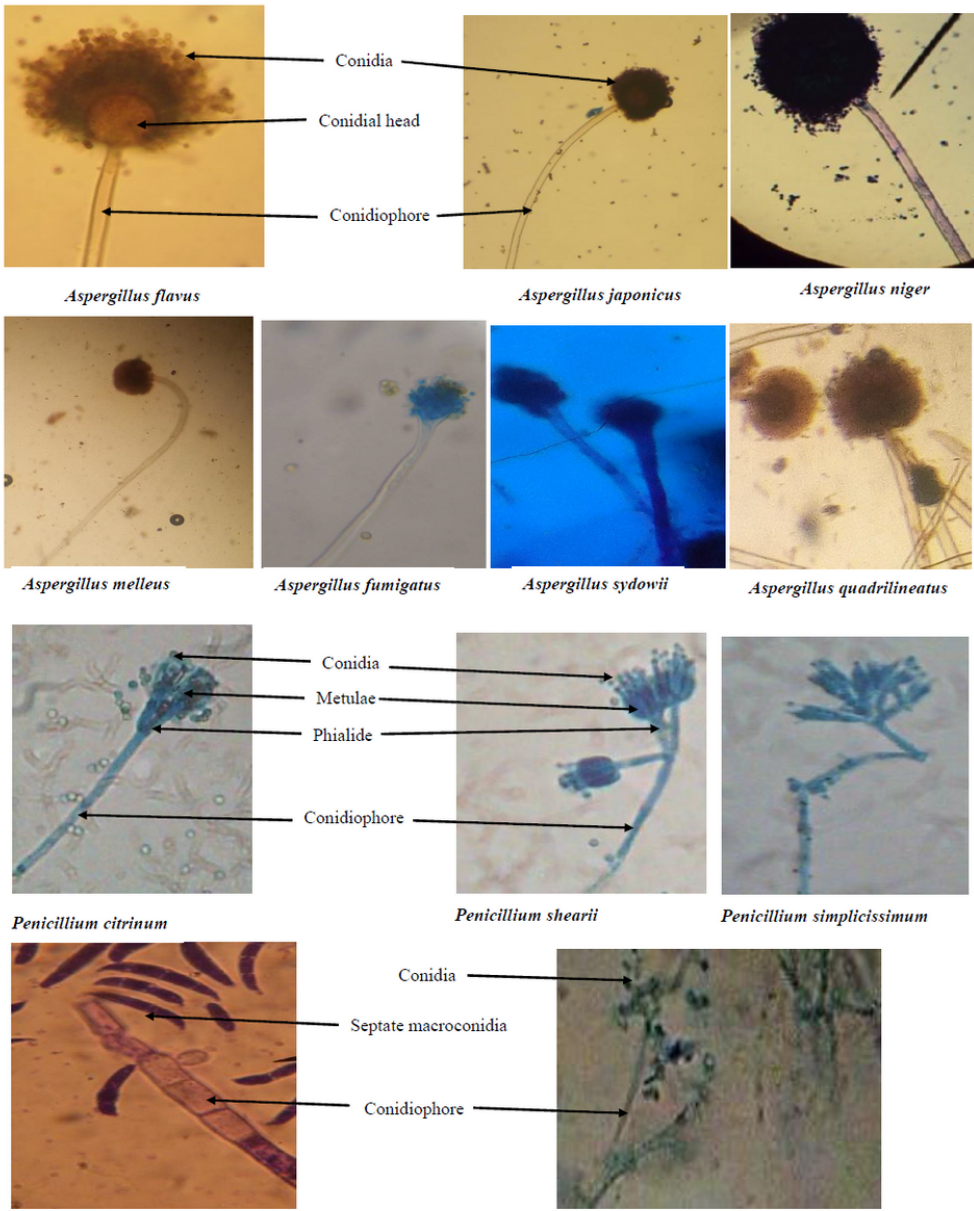 Conidia
Conidial head
Conidiophore
Aspergillus flavus
Aspergillus japonicus
Aspergillus niger
Aspergillus melleus
Aspergillus fumigatus
Aspergillus sydowii
Aspergillus quadrilineatus
Conidia
Metulae
Phialide
Conidiophore
Penicillium citrinum
Penicillium shearii
Penicillium simplicissimum
Conidia
Septate macroconidia
Conidiophore